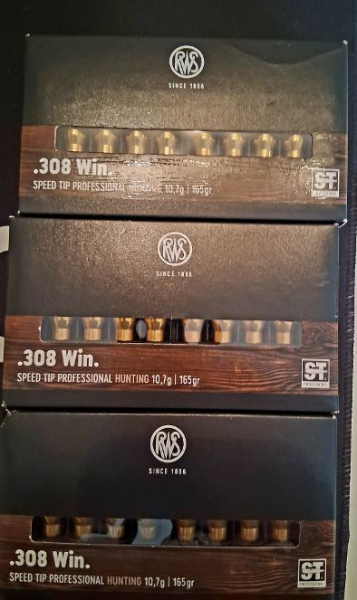 RWS
SINCE 1886
.308 Win.
SPEED TIP PROFESSIONAL HUNTING 10,7g | 165gr
ST
RWS
SINCE 1886
.308 Win.
SPEED TIP PROFESSIONAL HUNTING 10,7g | 165gr
ST
RWS
SINCE 1886
.308 Win.
SPEED TIP PROFESSIONAL HUNTING 10,7g | 165gr
ST